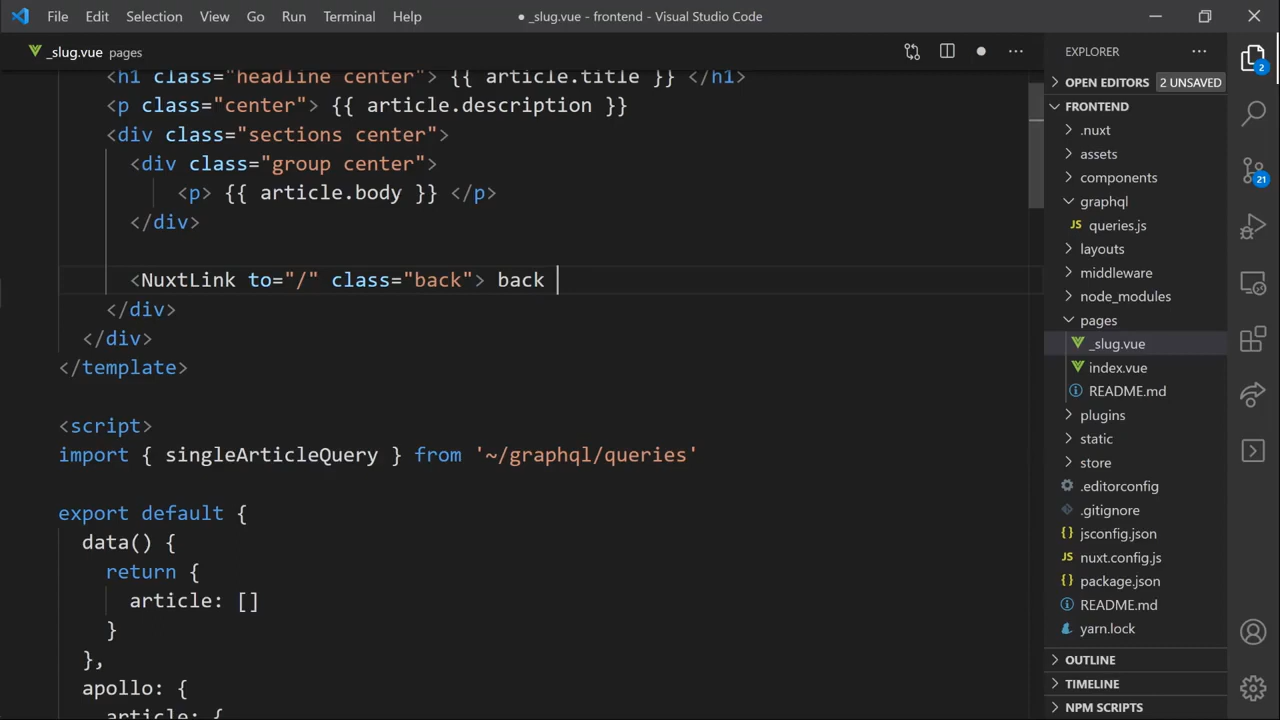 File Edit Selection View Go Run Terminal Help
● _slug.vue - frontend - Visual Studio Code
_slug.vue pages
<h1 class="headline center"> {{ article.title }} </h1>
<p class="center"> {{ article.description }}
<div class="sections center">
<div class="group center">
<p> {{ article.body }} </p>
</div>
<NuxtLink to="/" class="back"> back
</div>
</div>
</template>
<script>
import { singleArticleQuery } from '~/graphql/queries'
export default {
data() {
return {
article: []
}
},
apollo: {
article: {
EXPLORER
OPEN EDITORS 2 UNSAVED
FRONTEND
.nuxt
assets
components
graphql
JS queries.js
layouts
middleware
node_modules
pages
_slug.vue
index.vue
README.md
plugins
static
store
.editorconfig
.gitignore
{} jsconfig.json
JS nuxt.config.js
{} package.json
README.md
yarn.lock
OUTLINE
TIMELINE
NPM SCRIPTS
2
21